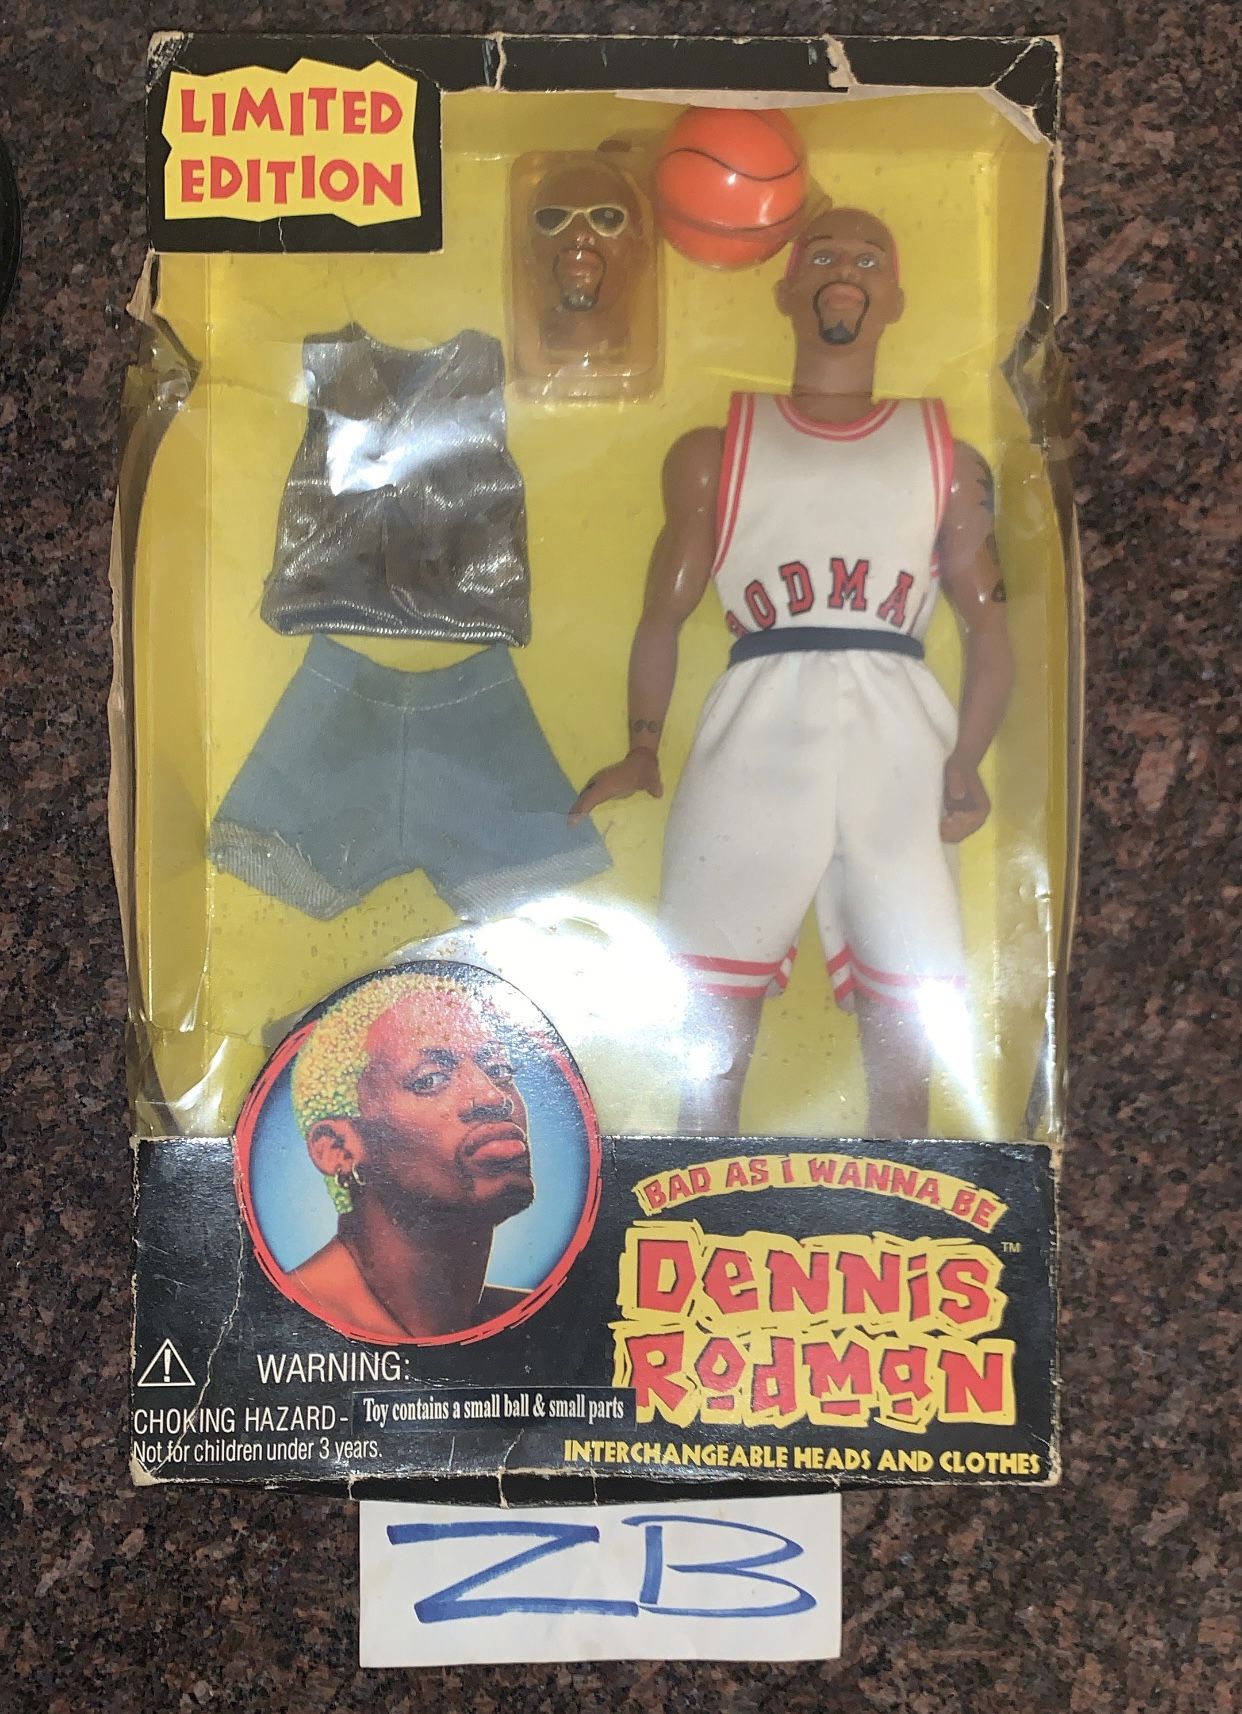 LIMITED
EDITION
RODMA
BAD AS I WANNA BE
DENNIS™
RODMAN
WARNING:
CHOKING HAZARD- Toy contains a small ball & small parts
Not for children under 3 years.
INTERCHANGEABLE HEADS AND CLOTHES
ZB